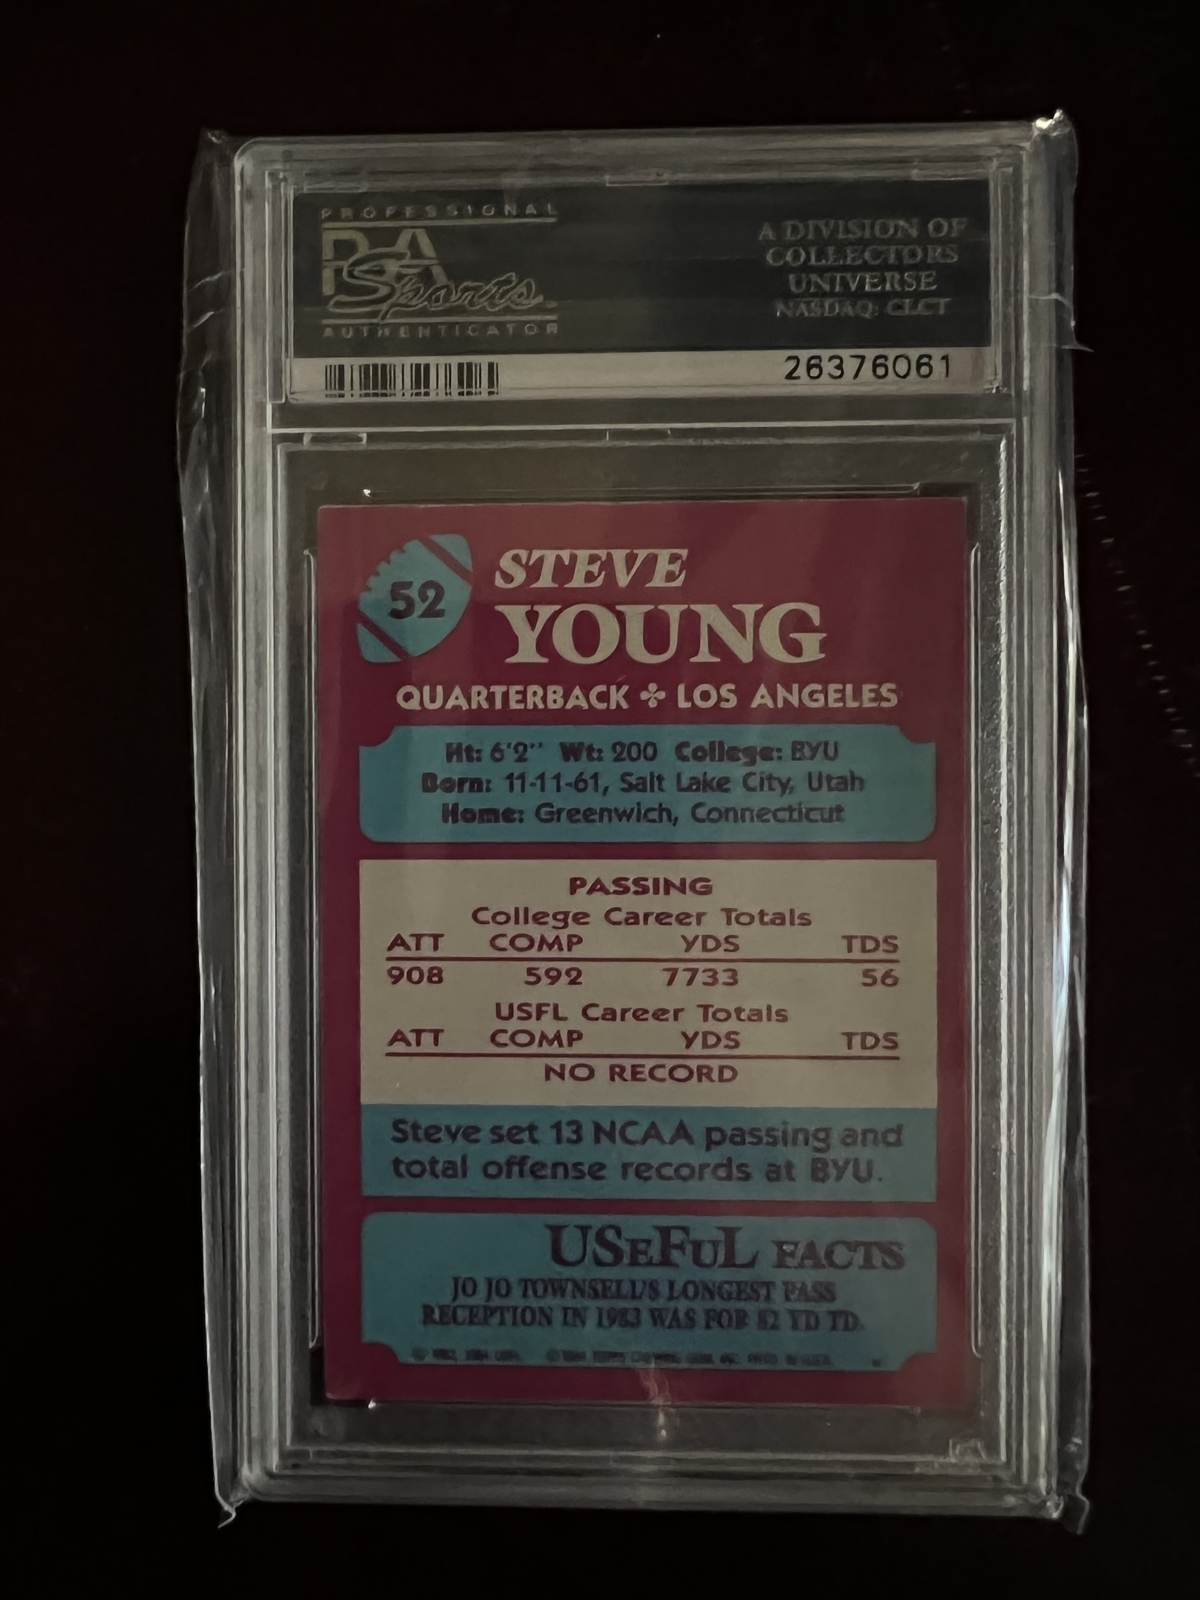 PROFESSIONAL
PSA
Sports
AUTHENTICATOR
A DIVISION OF
COLLECTORS
UNIVERSE
NASDAQ: CLCT
26376061
52
STEVE
YOUNG
QUARTERBACK ✤ LOS ANGELES
Ht: 6'2" Wt: 200 College: BYU
Born: 11-11-61, Salt Lake City, Utah
Home: Greenwich, Connecticut
PASSING
College Career Totals
ATT COMP YDS TDS
908 592 7733 56
USFL Career Totals
ATT COMP YDS TDS
NO RECORD
Steve set 13 NCAA passing and
total offense records at BYU.
USEFUL FACTS
JO JO TOWNSELL'S LONGEST PASS
RECEPTION IN 1983 WAS FOR 82 YD TD.